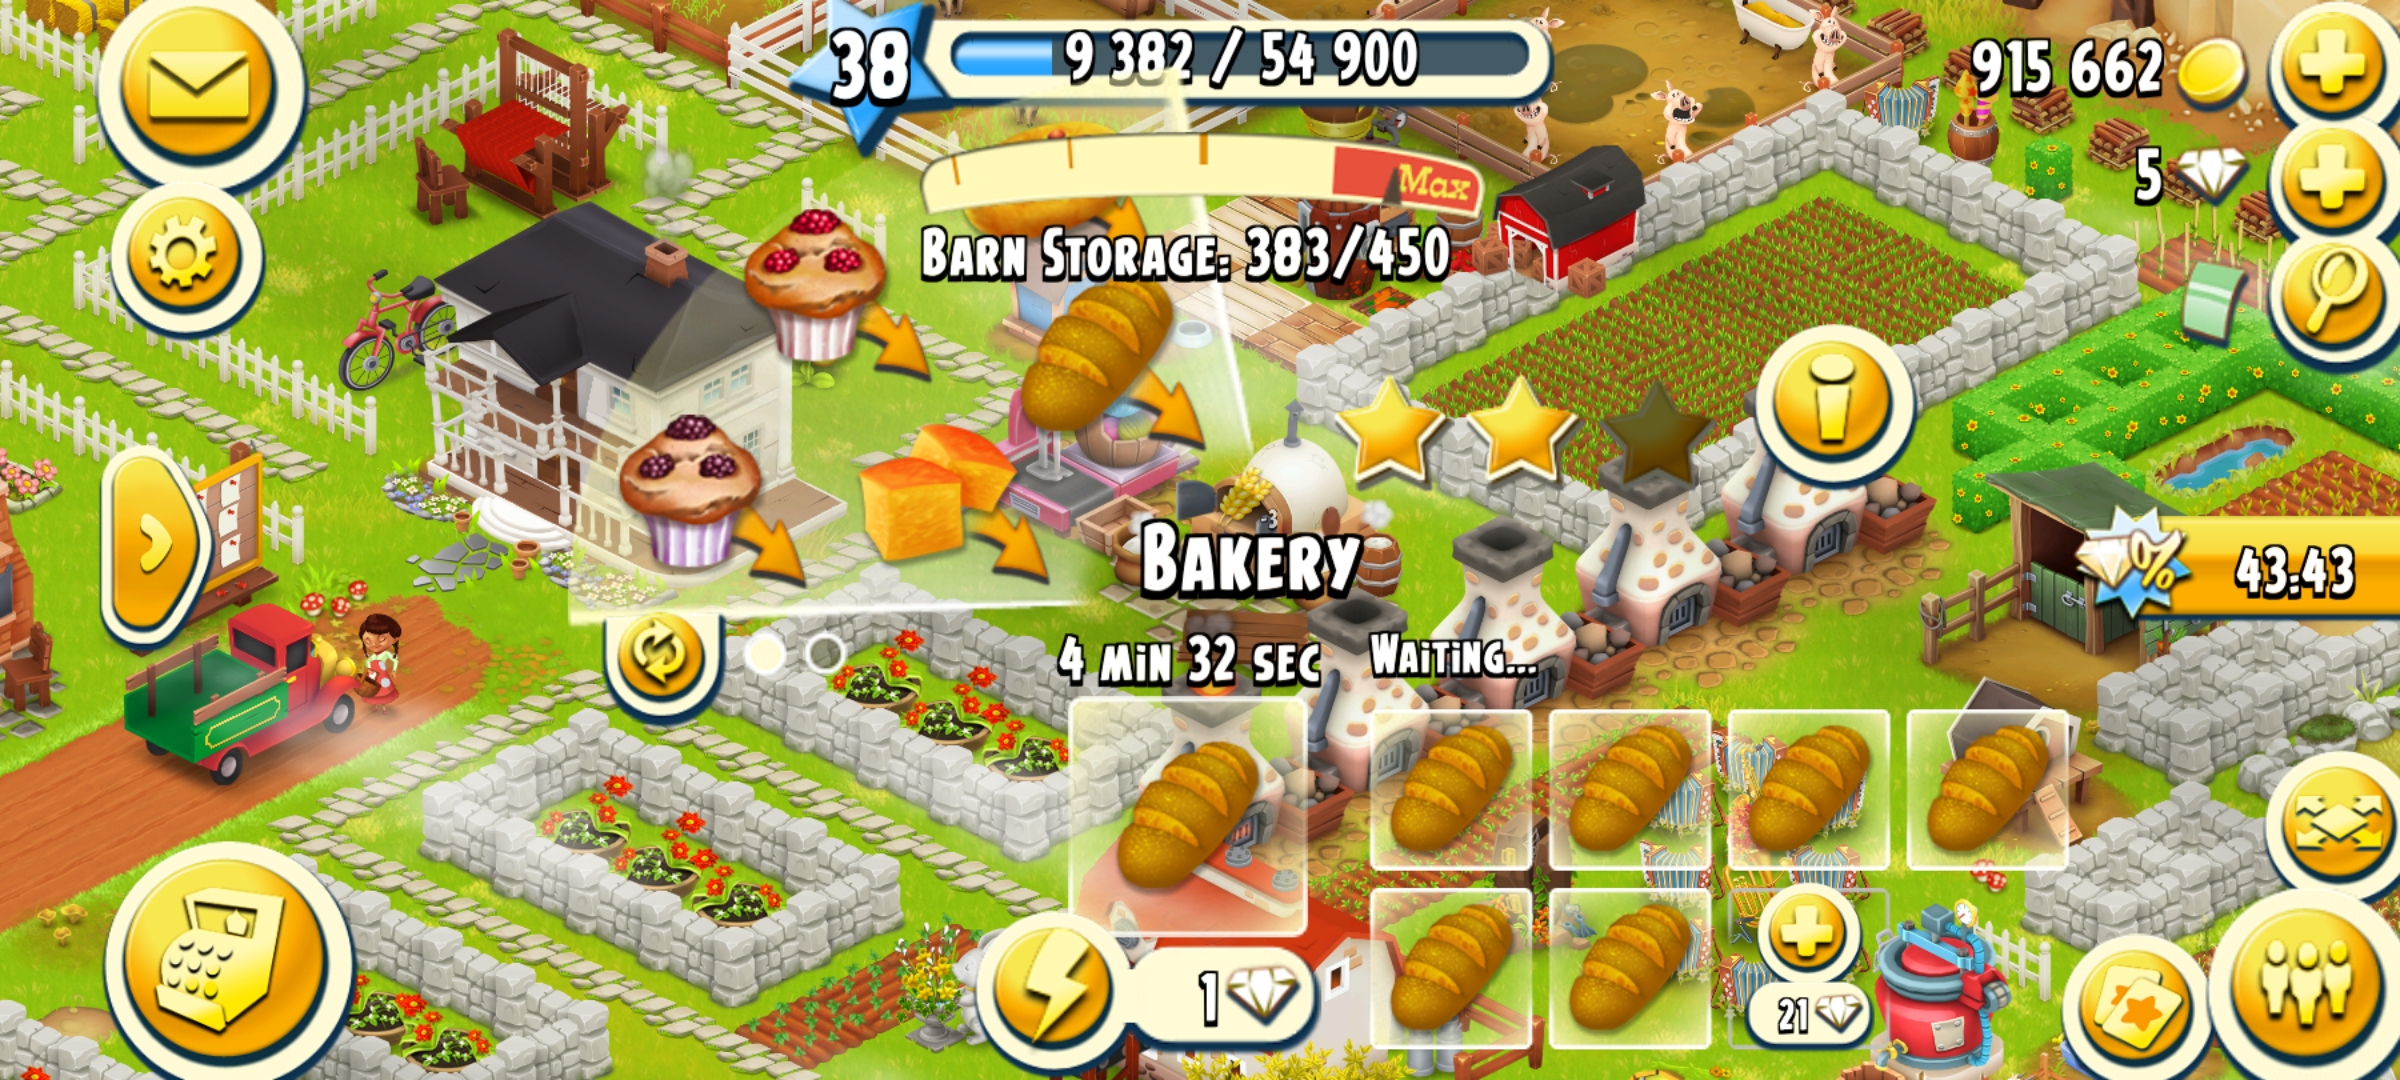 38
9 382 / 54 900
915 662
5
Max
BARN STORAGE: 383/450
BAKERY
43:43
4 MIN 32 SEC
WAITING...
1
21